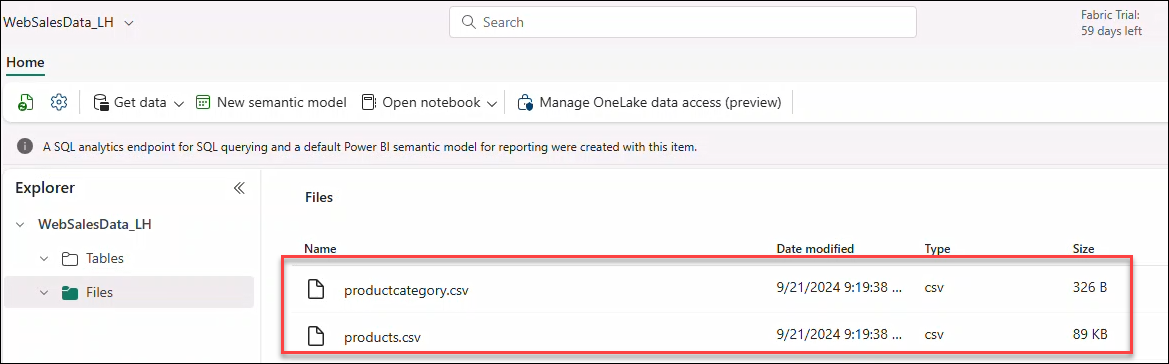 WebSalesData_LH
Search
Fabric Trial:
59 days left
Home
Get data
New semantic model
Open notebook
Manage OneLake data access (preview)
A SQL analytics endpoint for SQL querying and a default Power BI semantic model for reporting were created with this item.
Explorer
WebSalesData_LH
Tables
Files
Files
Name Date modified Type Size
productcategory.csv 9/21/2024 9:19:38 ... csv 326 B
products.csv 9/21/2024 9:19:38 ... csv 89 KB